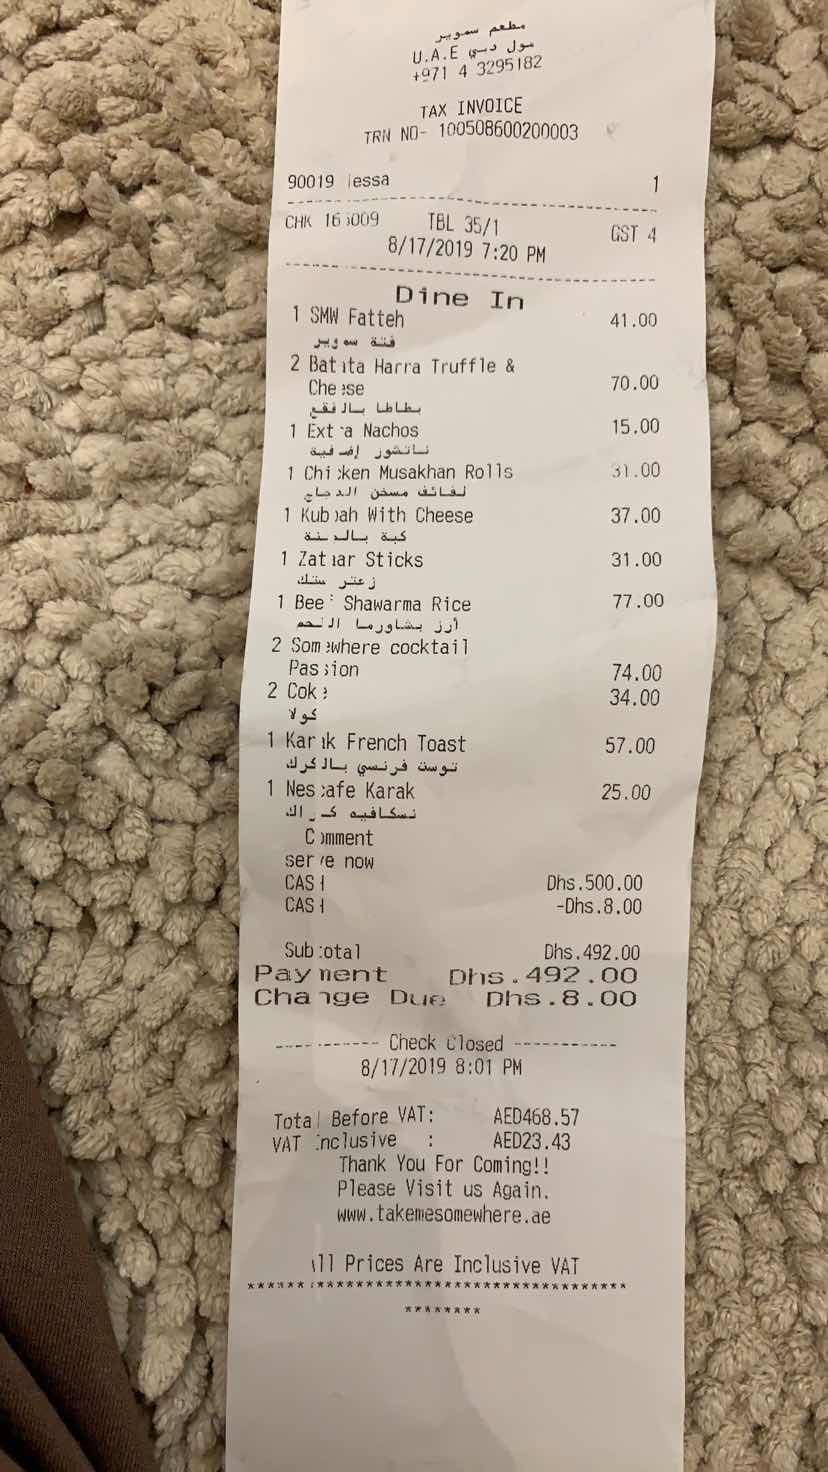 مطعم سموير
U.A.E مول دبي
+971 4 3295182
TAX INVOICE
TRN NO- 100508600200003
90019 essa 1
CHK 16 009 TBL 35/1 GST 4
8/17/2019 7:20 PM
Dine In
1 SMW Fatteh 41.00
فتة سموير
2 Batata Harra Truffle &
Cheese 70.00
بطاطا بالفقع
1 Extra Nachos 15.00
ناتشوز إضافية
1 Chicken Musakhan Rolls 31.00
لفائف مسخن الدجاج
1 Kubbah With Cheese 37.00
كبة بالجبنة
1 Zattar Sticks 31.00
زعتر ستك
1 Beef Shawarma Rice 77.00
أرز بشاورما اللحم
2 Somewhere cocktail
Passion 74.00
2 Coke 34.00
كولا
1 Karak French Toast 57.00
توست فرنسي بالكرك
1 Nescafe Karak 25.00
نسكافيه كراك
Comment
serve now
CASH Dhs.500.00
CASH -Dhs.8.00
Subtotal Dhs.492.00
Payment Dhs.492.00
Change Due Dhs.8.00
----------- Check Closed -----------
8/17/2019 8:01 PM
Total Before VAT: AED468.57
VAT Inclusive : AED23.43
Thank You For Coming!!
Please Visit us Again.
www.takemesomewhere.ae
All Prices Are Inclusive VAT
****************************************
********